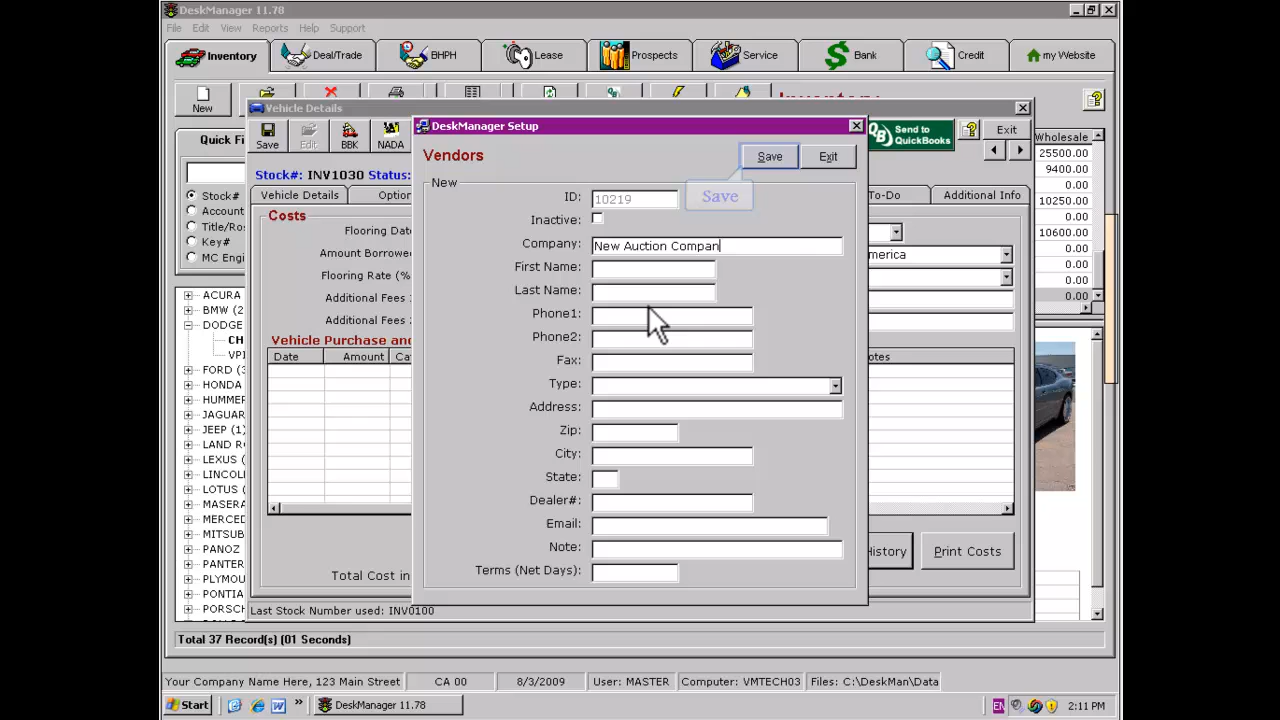 DeskManager 11.78
File Edit View Reports Help Support
Inventory Deal/Trade BHPH Lease Prospects Service Bank Credit my Website
New
Vehicle Details
Save Edit BBK NADA
DeskManager Setup
Send to QuickBooks
Exit
Quick Fi
Stock#: INV1030 Status:
Vehicle Details Option To-Do Additional Info
Stock#
Account
Title/Ros
Key#
MC Engi
Costs
Flooring Date
Amount Borrowe
Flooring Rate (%
Additional Fees
Additional Fees
merica
Vehicle Purchase and
Date Amount Ca otes
Vendors
Save Exit
Save
New
ID: 10219
Inactive:
Company: New Auction Compan
First Name:
Last Name:
Phone1:
Phone2:
Fax:
Type:
Address:
Zip:
City:
State:
Dealer#:
Email:
Note:
Terms (Net Days):
Wholesale
25500.00
9400.00
0.00
10250.00
0.00
10600.00
0.00
0.00
0.00
0.00
ACURA
BMW (2
DODGE
CH
VP
FORD (3
HONDA
HUMMER
JAGUAR
JEEP (1)
LAND RO
LEXUS (
LINCOL
LOTUS (
MASERA
MERCED
MITSUB
PANOZ
PANTER
PLYMOU
PONTIA
PORSCH
Total Cost in
History Print Costs
Last Stock Number used: INV0100
Total 37 Record(s) (01 Seconds)
Your Company Name Here, 123 Main Street CA 00 8/3/2009 User: MASTER Computer: VMTECH03 Files: C:\DeskMan\Data
Start DeskManager 11.78 EN 2:11 PM